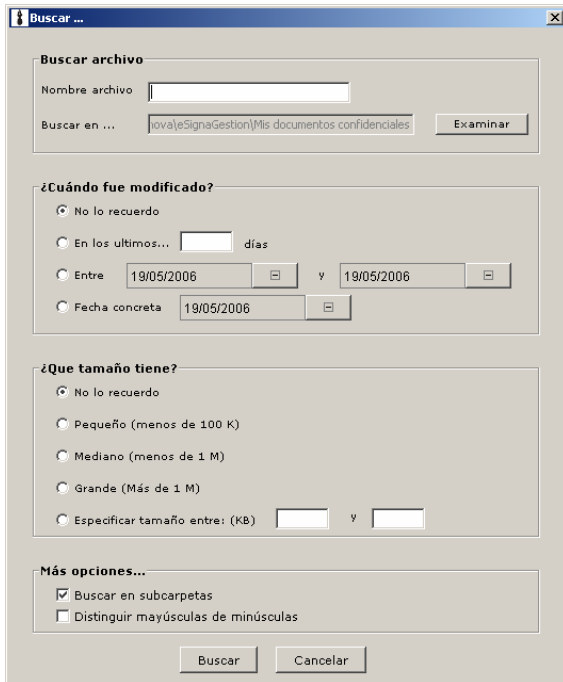 Buscar ...
Buscar archivo
Nombre archivo
Buscar en ... nova\eSignaGestion\Mis documentos confidenciales Examinar
¿Cuándo fue modificado?
No lo recuerdo
En los ultimos... días
Entre 19/05/2006 y 19/05/2006
Fecha concreta 19/05/2006
¿Que tamaño tiene?
No lo recuerdo
Pequeño (menos de 100 K)
Mediano (menos de 1 M)
Grande (Más de 1 M)
Especificar tamaño entre: (KB) y
Más opciones...
Buscar en subcarpetas
Distinguir mayúsculas de minúsculas
Buscar Cancelar